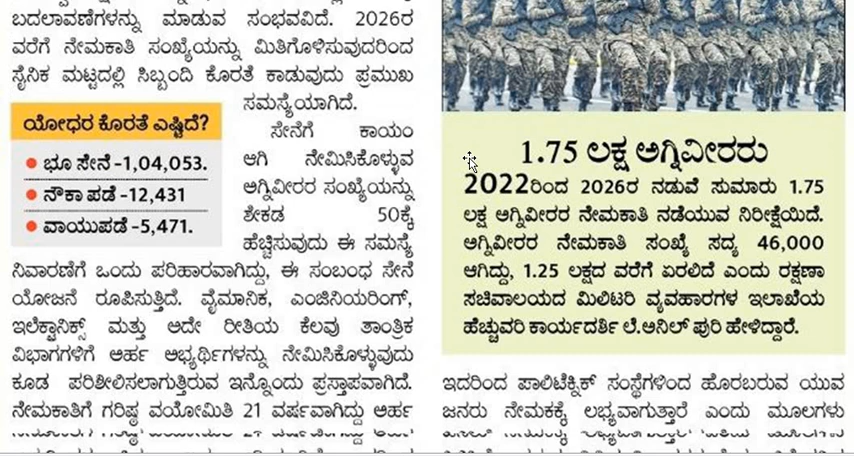 ಬದಲಾವಣೆಗಳನ್ನು ಮಾಡುವ ಸಂಭವವಿದೆ. 2026ರ
ವರೆಗೆ ನೇಮಕಾತಿ ಸಂಖ್ಯೆಯನ್ನು ಮಿತಿಗೊಳಿಸುವುದರಿಂದ
ಸೈನಿಕ ಮಟ್ಟದಲ್ಲಿ ಸಿಬ್ಬಂದಿ ಕೊರತೆ ಕಾಡುವುದು ಪ್ರಮುಖ
ಸಮಸ್ಯೆಯಾಗಿದೆ.
ಯೋಧರ ಕೊರತೆ ಎಷ್ಟಿದೆ?
• ಭೂ ಸೇನೆ -1,04,053.
• ನೌಕಾ ಪಡೆ -12,431
• ವಾಯುಪಡೆ -5,471.
ಸೇನೆಗೆ ಕಾಯಂ
ಆಗಿ ನೇಮಿಸಿಕೊಳ್ಳುವ
ಅಗ್ನಿವೀರರ ಸಂಖ್ಯೆಯನ್ನು
ಶೇಕಡ 50ಕ್ಕೆ
ಹೆಚ್ಚಿಸುವುದು ಈ ಸಮಸ್ಯೆ
ನಿವಾರಣೆಗೆ ಒಂದು ಪರಿಹಾರವಾಗಿದ್ದು, ಈ ಸಂಬಂಧ ಸೇನೆ
ಯೋಜನೆ ರೂಪಿಸುತ್ತಿದೆ. ವೈಮಾನಿಕ, ಎಂಜಿನಿಯರಿಂಗ್,
ಇಲೆಕ್ಟ್ರಾನಿಕ್ಸ್ ಮತ್ತು ಅದೇ ರೀತಿಯ ಕೆಲವು ತಾಂತ್ರಿಕ
ವಿಭಾಗಗಳಿಗೆ ಅರ್ಹ ಅಭ್ಯರ್ಥಿಗಳನ್ನು ನೇಮಿಸಿಕೊಳ್ಳುವುದು
ಕೂಡ ಪರಿಶೀಲಿಸಲಾಗುತ್ತಿರುವ ಇನ್ನೊಂದು ಪ್ರಸ್ತಾಪವಾಗಿದೆ.
ನೇಮಕಾತಿಗೆ ಗರಿಷ್ಠ ವಯೋಮಿತಿ 21 ವರ್ಷವಾಗಿದ್ದು ಅರ್ಹ
1.75 ಲಕ್ಷ ಅಗ್ನಿವೀರರು
2022ರಿಂದ 2026ರ ನಡುವೆ ಸುಮಾರು 1.75
ಲಕ್ಷ ಅಗ್ನಿವೀರರ ನೇಮಕಾತಿ ನಡೆಯುವ ನಿರೀಕ್ಷೆಯಿದೆ.
ಅಗ್ನಿವೀರರ ನೇಮಕಾತಿ ಸಂಖ್ಯೆ ಸದ್ಯ 46,000
ಆಗಿದ್ದು, 1.25 ಲಕ್ಷದ ವರೆಗೆ ಏರಲಿದೆ ಎಂದು ರಕ್ಷಣಾ
ಸಚಿವಾಲಯದ ಮಿಲಿಟರಿ ವ್ಯವಹಾರಗಳ ಇಲಾಖೆಯ
ಹೆಚ್ಚುವರಿ ಕಾರ್ಯದರ್ಶಿ ಲೆ.ಅನಿಲ್ ಪುರಿ ಹೇಳಿದ್ದಾರೆ.
ಇದರಿಂದ ಪಾಲಿಟೆಕ್ನಿಕ್ ಸಂಸ್ಥೆಗಳಿಂದ ಹೊರಬರುವ ಯುವ
ಜನರು ನೇಮಕಕ್ಕೆ ಲಭ್ಯವಾಗುತ್ತಾರೆ ಎಂದು ಮೂಲಗಳು